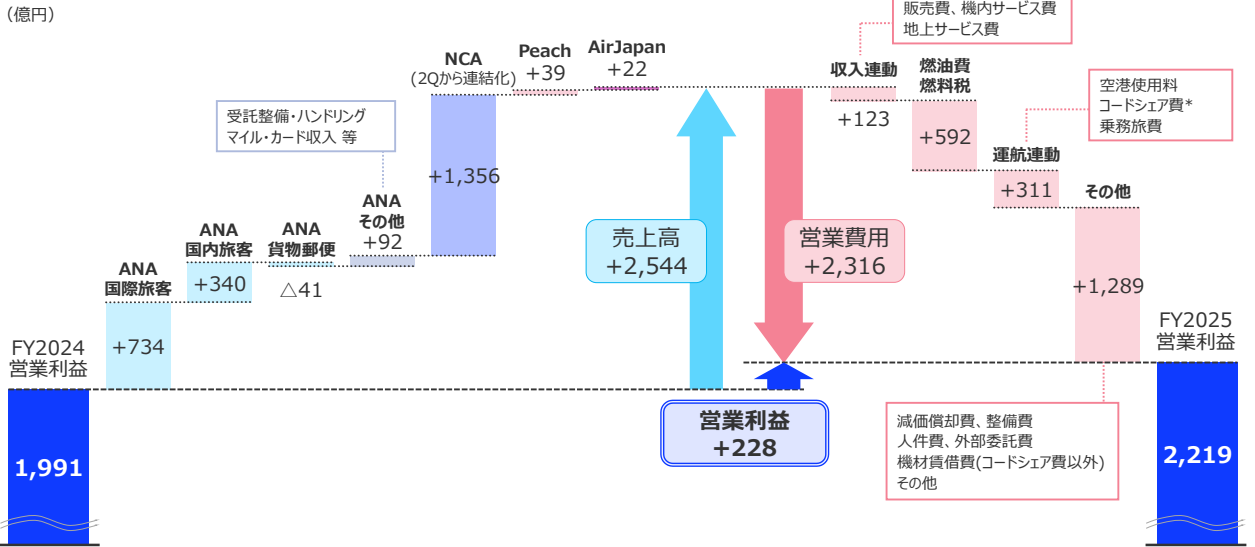 （億円）
販売費、機内サービス費
地上サービス費
NCA
(2Qから連結化)
Peach
+39
AirJapan
+22
収入連動
+123
燃油費
燃料税
+592
空港使用料
コードシェア費*
乗務旅費
受託整備・ハンドリング
マイル・カード収入 等
+1,356
運航連動
+311
その他
+1,289
ANA
国際旅客
+734
ANA
国内旅客
+340
ANA
貨物郵便
△41
ANA
その他
+92
売上高
+2,544
営業費用
+2,316
FY2024
営業利益
1,991
FY2025
営業利益
2,219
営業利益
+228
減価償却費、整備費
人件費、外部委託費
機材賃借費(コードシェア費以外)
その他